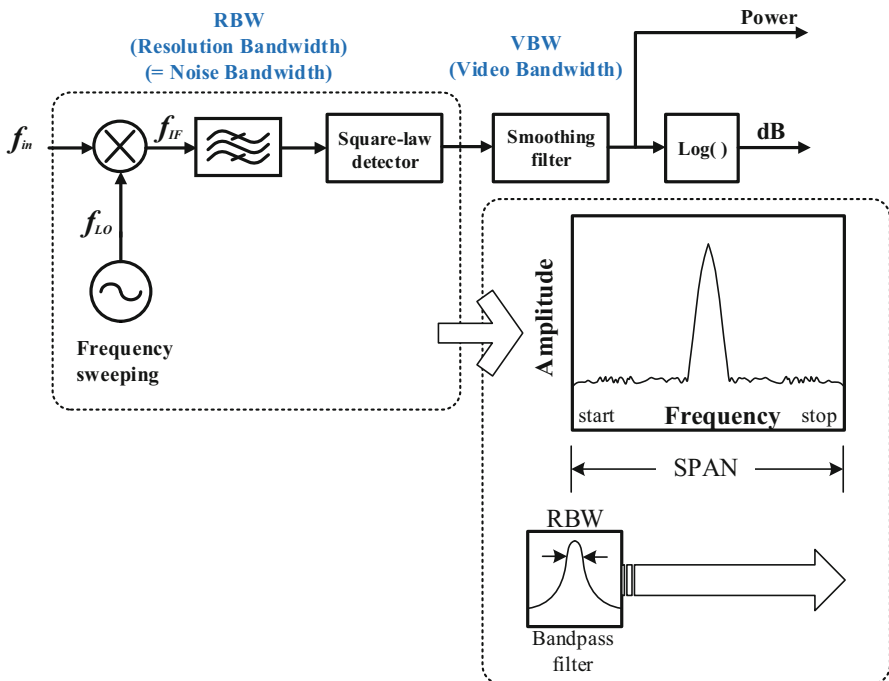 RBW
(Resolution Bandwidth)
(= Noise Bandwidth)
VBW
(Video Bandwidth)
Power
f_in
f_IF
Square-law
detector
Smoothing
filter
Log( )
dB
f_LO
Frequency
sweeping
Amplitude
start
Frequency
stop
SPAN
RBW
Bandpass
filter